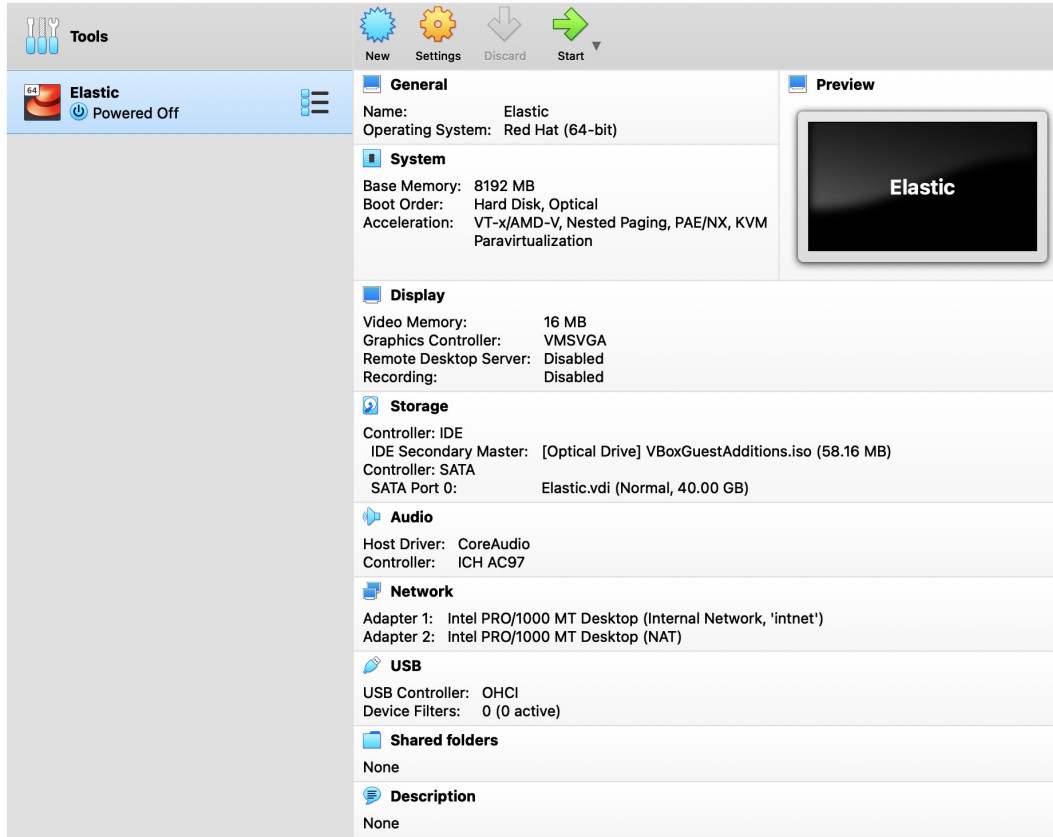 Tools
New Settings Discard Start
64 Elastic
Powered Off
General
Name: Elastic
Operating System: Red Hat (64-bit)
Preview
Elastic
System
Base Memory: 8192 MB
Boot Order: Hard Disk, Optical
Acceleration: VT-x/AMD-V, Nested Paging, PAE/NX, KVM
Paravirtualization
Display
Video Memory: 16 MB
Graphics Controller: VMSVGA
Remote Desktop Server: Disabled
Recording: Disabled
Storage
Controller: IDE
IDE Secondary Master: [Optical Drive] VBoxGuestAdditions.iso (58.16 MB)
Controller: SATA
SATA Port 0: Elastic.vdi (Normal, 40.00 GB)
Audio
Host Driver: CoreAudio
Controller: ICH AC97
Network
Adapter 1: Intel PRO/1000 MT Desktop (Internal Network, 'intnet')
Adapter 2: Intel PRO/1000 MT Desktop (NAT)
USB
USB Controller: OHCI
Device Filters: 0 (0 active)
Shared folders
None
Description
None